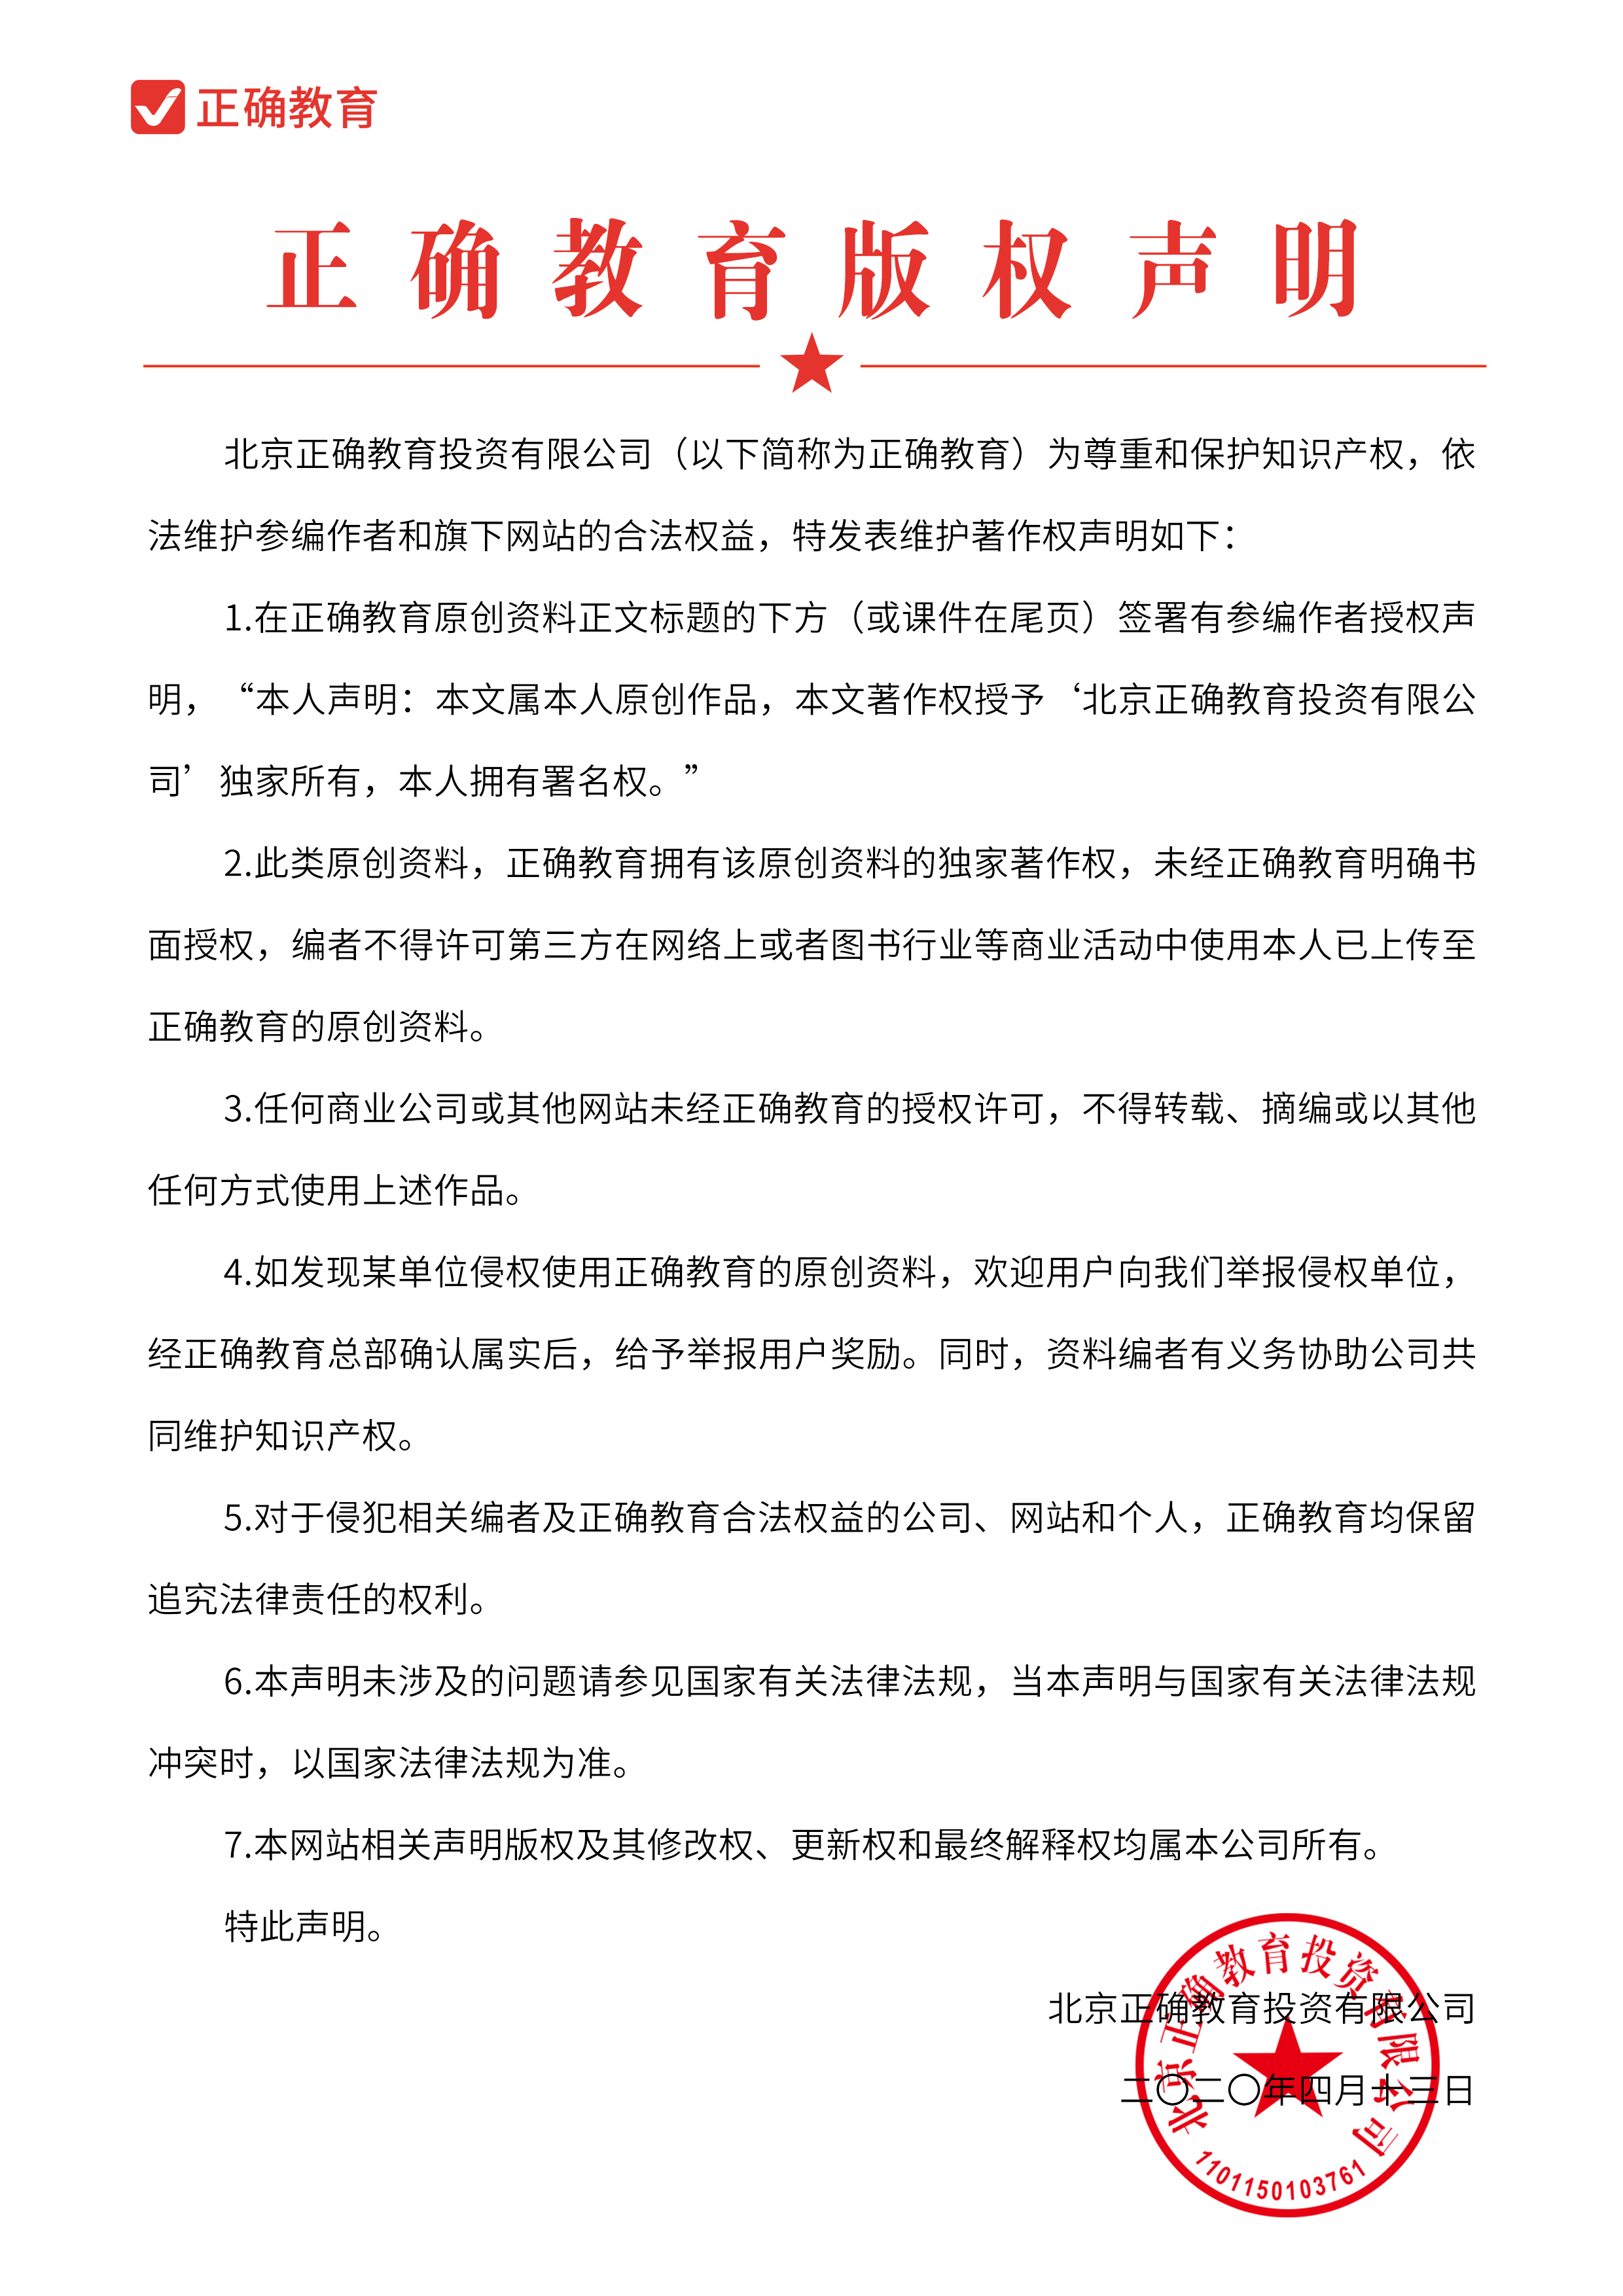 正确教育
正确教育版权声明
北京正确教育投资有限公司（以下简称为正确教育）为尊重和保护知识产权，依
法维护参编作者和旗下网站的合法权益，特发表维护著作权声明如下：
1.在正确教育原创资料正文标题的下方（或课件在尾页）签署有参编作者授权声
明，“本人声明：本文属本人原创作品，本文著作权授予‘北京正确教育投资有限公
司’独家所有，本人拥有署名权。”
2.此类原创资料，正确教育拥有该原创资料的独家著作权，未经正确教育明确书
面授权，编者不得许可第三方在网络上或者图书行业等商业活动中使用本人已上传至
正确教育的原创资料。
3.任何商业公司或其他网站未经正确教育的授权许可，不得转载、摘编或以其他
任何方式使用上述作品。
4.如发现某单位侵权使用正确教育的原创资料，欢迎用户向我们举报侵权单位，
经正确教育总部确认属实后，给予举报用户奖励。同时，资料编者有义务协助公司共
同维护知识产权。
5.对于侵犯相关编者及正确教育合法权益的公司、网站和个人，正确教育均保留
追究法律责任的权利。
6.本声明未涉及的问题请参见国家有关法律法规，当本声明与国家有关法律法规
冲突时，以国家法律法规为准。
7.本网站相关声明版权及其修改权、更新权和最终解释权均属本公司所有。
特此声明。
北京正确教育投资有限公司
二〇二〇年四月十三日
北京正确教育投资有限公司
1101150103761